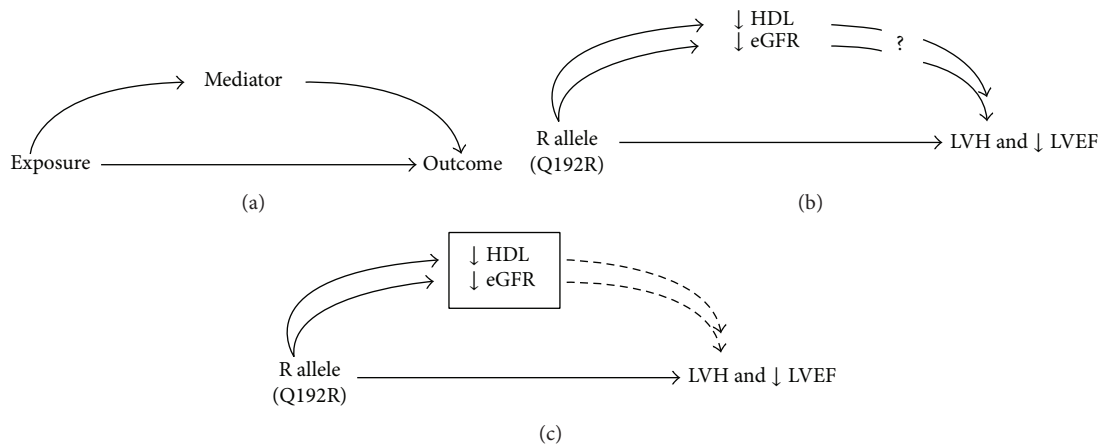 Mediator
Exposure
Outcome
(a)
↓ HDL
↓ eGFR
?
R allele
(Q192R)
LVH and ↓ LVEF
(b)
↓ HDL
↓ eGFR
R allele
(Q192R)
LVH and ↓ LVEF
(c)